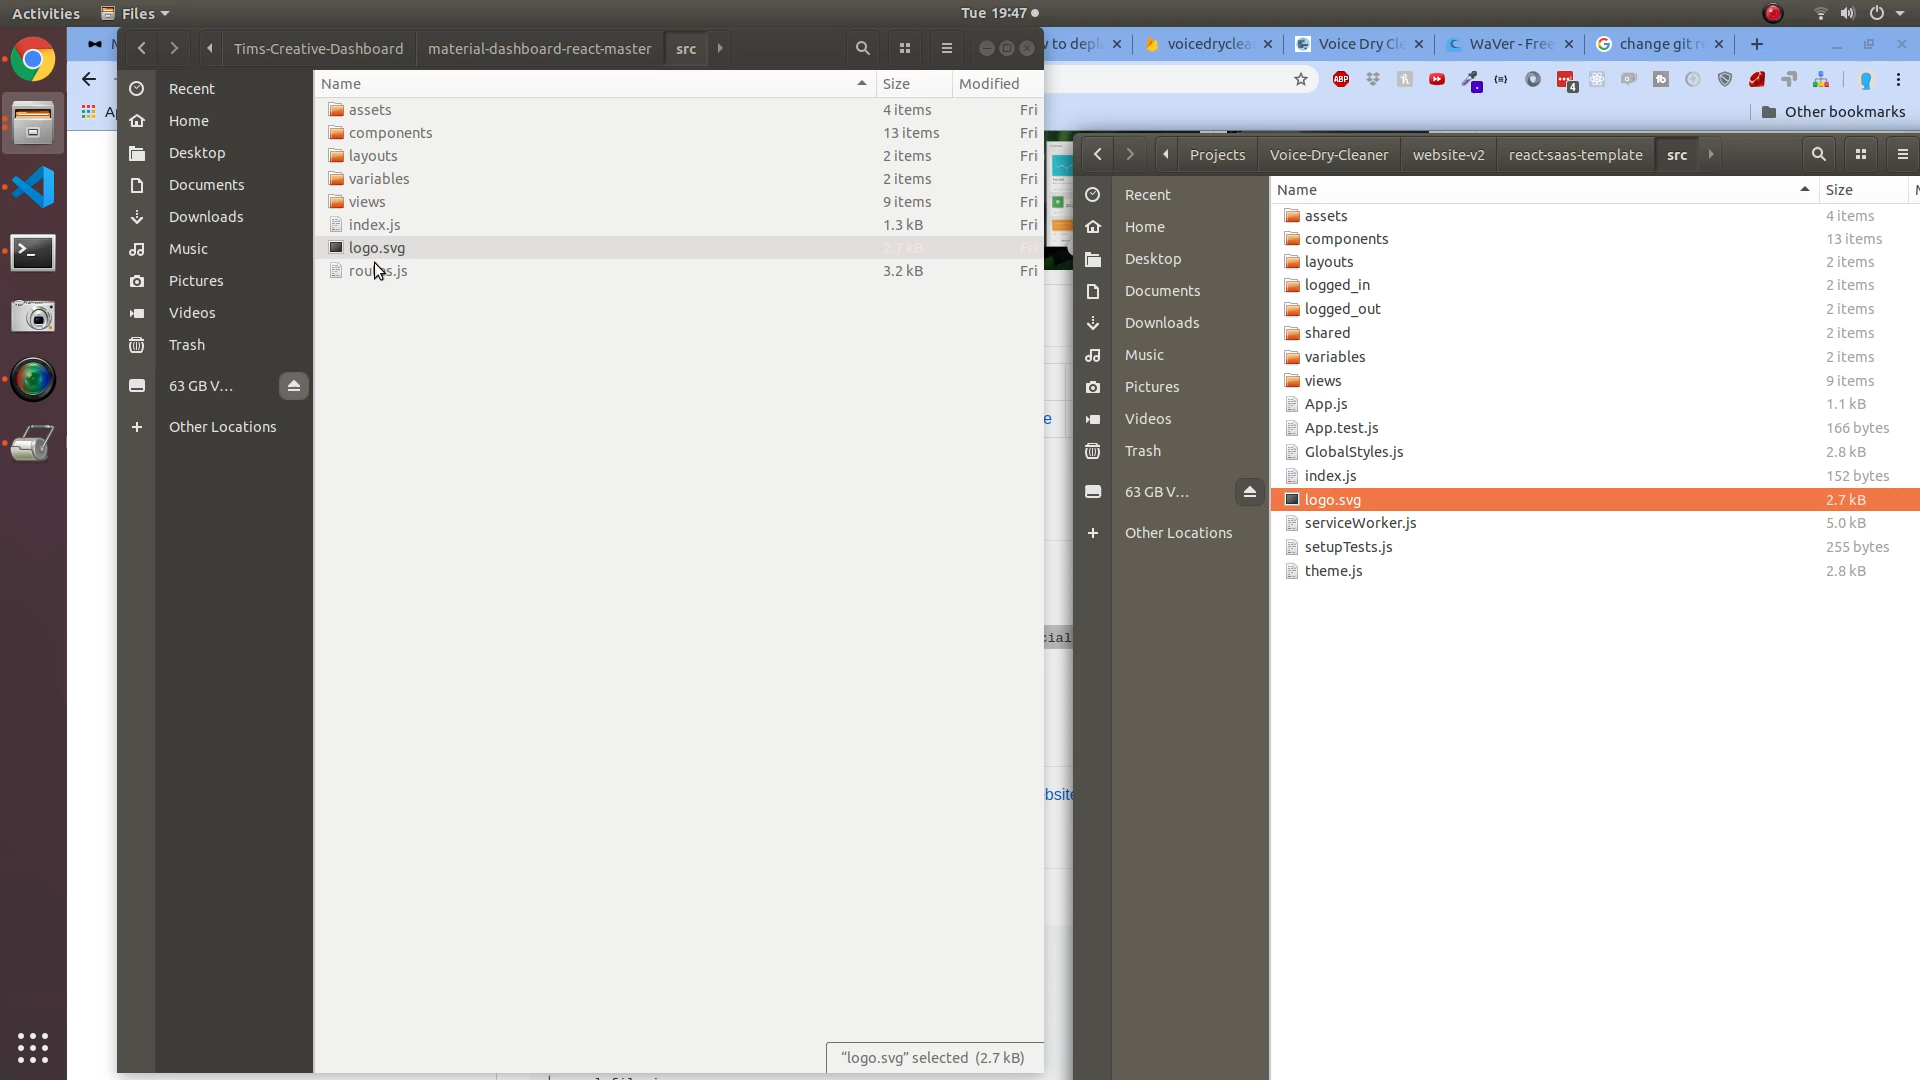 Activities Files Tue 19:47
w to depl voicedryclea Voice Dry Cle WaVer - Free change git r
Other bookmarks
Tims-Creative-Dashboard material-dashboard-react-master src
Name Size Modified
assets 4 items Fri
components 13 items Fri
layouts 2 items Fri
variables 2 items Fri
views 9 items Fri
index.js 1.3 kB Fri
logo.svg 2.7 kB Fri
routes.js 3.2 kB Fri
Recent
Home
Desktop
Documents
Downloads
Music
Pictures
Videos
Trash
63 GB V...
Other Locations
"logo.svg" selected (2.7 kB)
e
cial
bsite
Projects Voice-Dry-Cleaner website-v2 react-saas-template src
Name Size M
assets 4 items
components 13 items
layouts 2 items
logged_in 2 items
logged_out 2 items
shared 2 items
variables 2 items
views 9 items
App.js 1.1 kB
App.test.js 166 bytes
GlobalStyles.js 2.8 kB
index.js 152 bytes
logo.svg 2.7 kB
serviceWorker.js 5.0 kB
setupTests.js 255 bytes
theme.js 2.8 kB
Recent
Home
Desktop
Documents
Downloads
Music
Pictures
Videos
Trash
63 GB V...
Other Locations